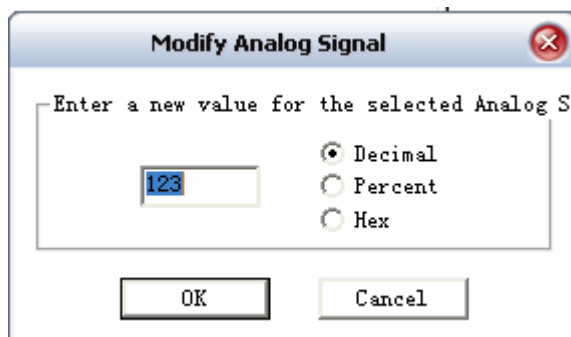 Modify Analog Signal
Enter a new value for the selected Analog S
123
Decimal
Percent
Hex
OK
Cancel